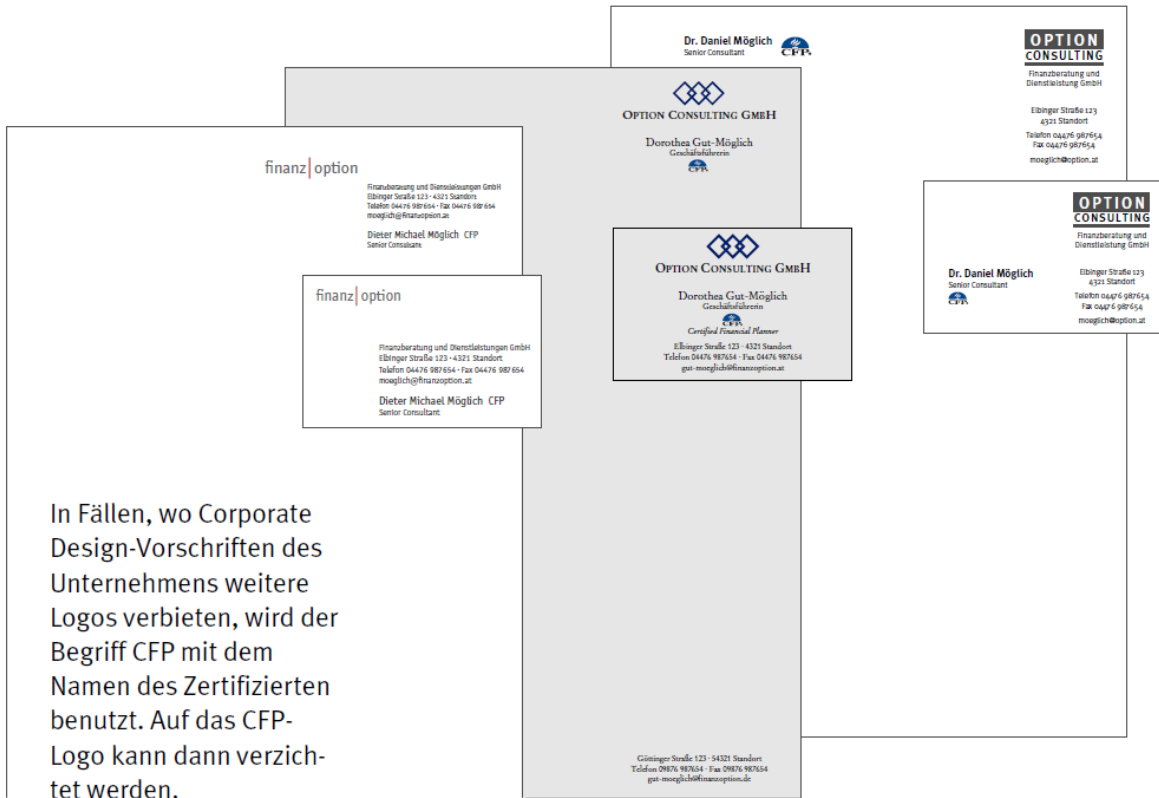 Dr. Daniel Möglich
Senior Consultant
CFP®
OPTION
CONSULTING
Finanzberatung und
Dienstleistung GmbH
Elbinger Straße 123
4321 Standort
Telefon 04476 987654
Fax 04476 987654
moeglich@option.at
OPTION CONSULTING GMBH
Dorothea Gut-Möglich
Geschäftsführerin
CFP®
finanz|option
Finanzberatung und Dienstleistungen GmbH
Elbinger Straße 123 • 4321 Standort
Telefon 04476 987654 • Fax 04476 987654
moeglich@finanzoption.at
Dieter Michael Möglich CFP
Senior Consultant
OPTION
CONSULTING
Finanzberatung und
Dienstleistung GmbH
Dr. Daniel Möglich
Senior Consultant
CFP®
Elbinger Straße 123
4321 Standort
Telefon 04476 987654
Fax 04476 987654
moeglich@option.at
OPTION CONSULTING GMBH
Dorothea Gut-Möglich
Geschäftsführerin
CFP®
Certified Financial Planner
Elbinger Straße 123 · 4321 Standort
Telefon 04476 987654 · Fax 04476 987654
gut-moeglich@finanzoption.at
finanz|option
Finanzberatung und Dienstleistungen GmbH
Elbinger Straße 123 • 4321 Standort
Telefon 04476 987654 • Fax 04476 987654
moeglich@finanzoption.at
Dieter Michael Möglich CFP
Senior Consultant
In Fällen, wo Corporate
Design-Vorschriften des
Unternehmens weitere
Logos verbieten, wird der
Begriff CFP mit dem
Namen des Zertifizierten
benutzt. Auf das CFP-
Logo kann dann verzich-
tet werden.
Göttinger Straße 123 · 54321 Standort
Telefon 09876 987654 · Fax 09876 987654
gut-moeglich@finanzoption.de